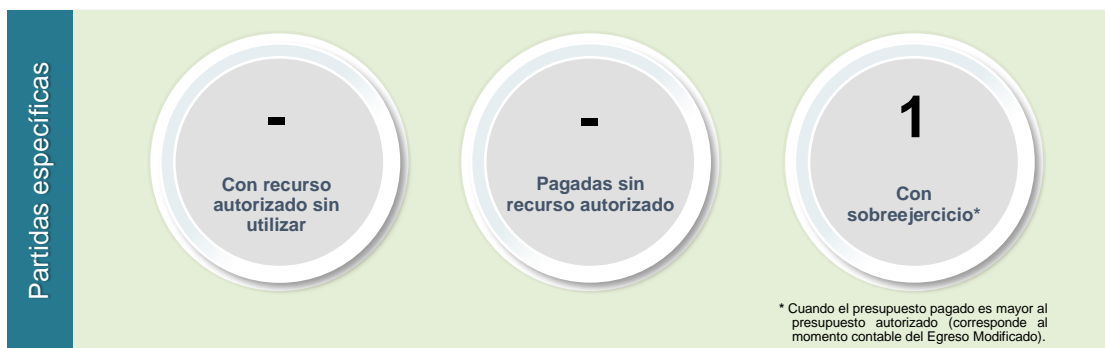 Partidas específicas
-
Con recurso
autorizado sin
utilizar
-
Pagadas sin
recurso autorizado
1
Con
sobreejercicio*
* Cuando el presupuesto pagado es mayor al
presupuesto autorizado (corresponde al
momento contable del Egreso Modificado).